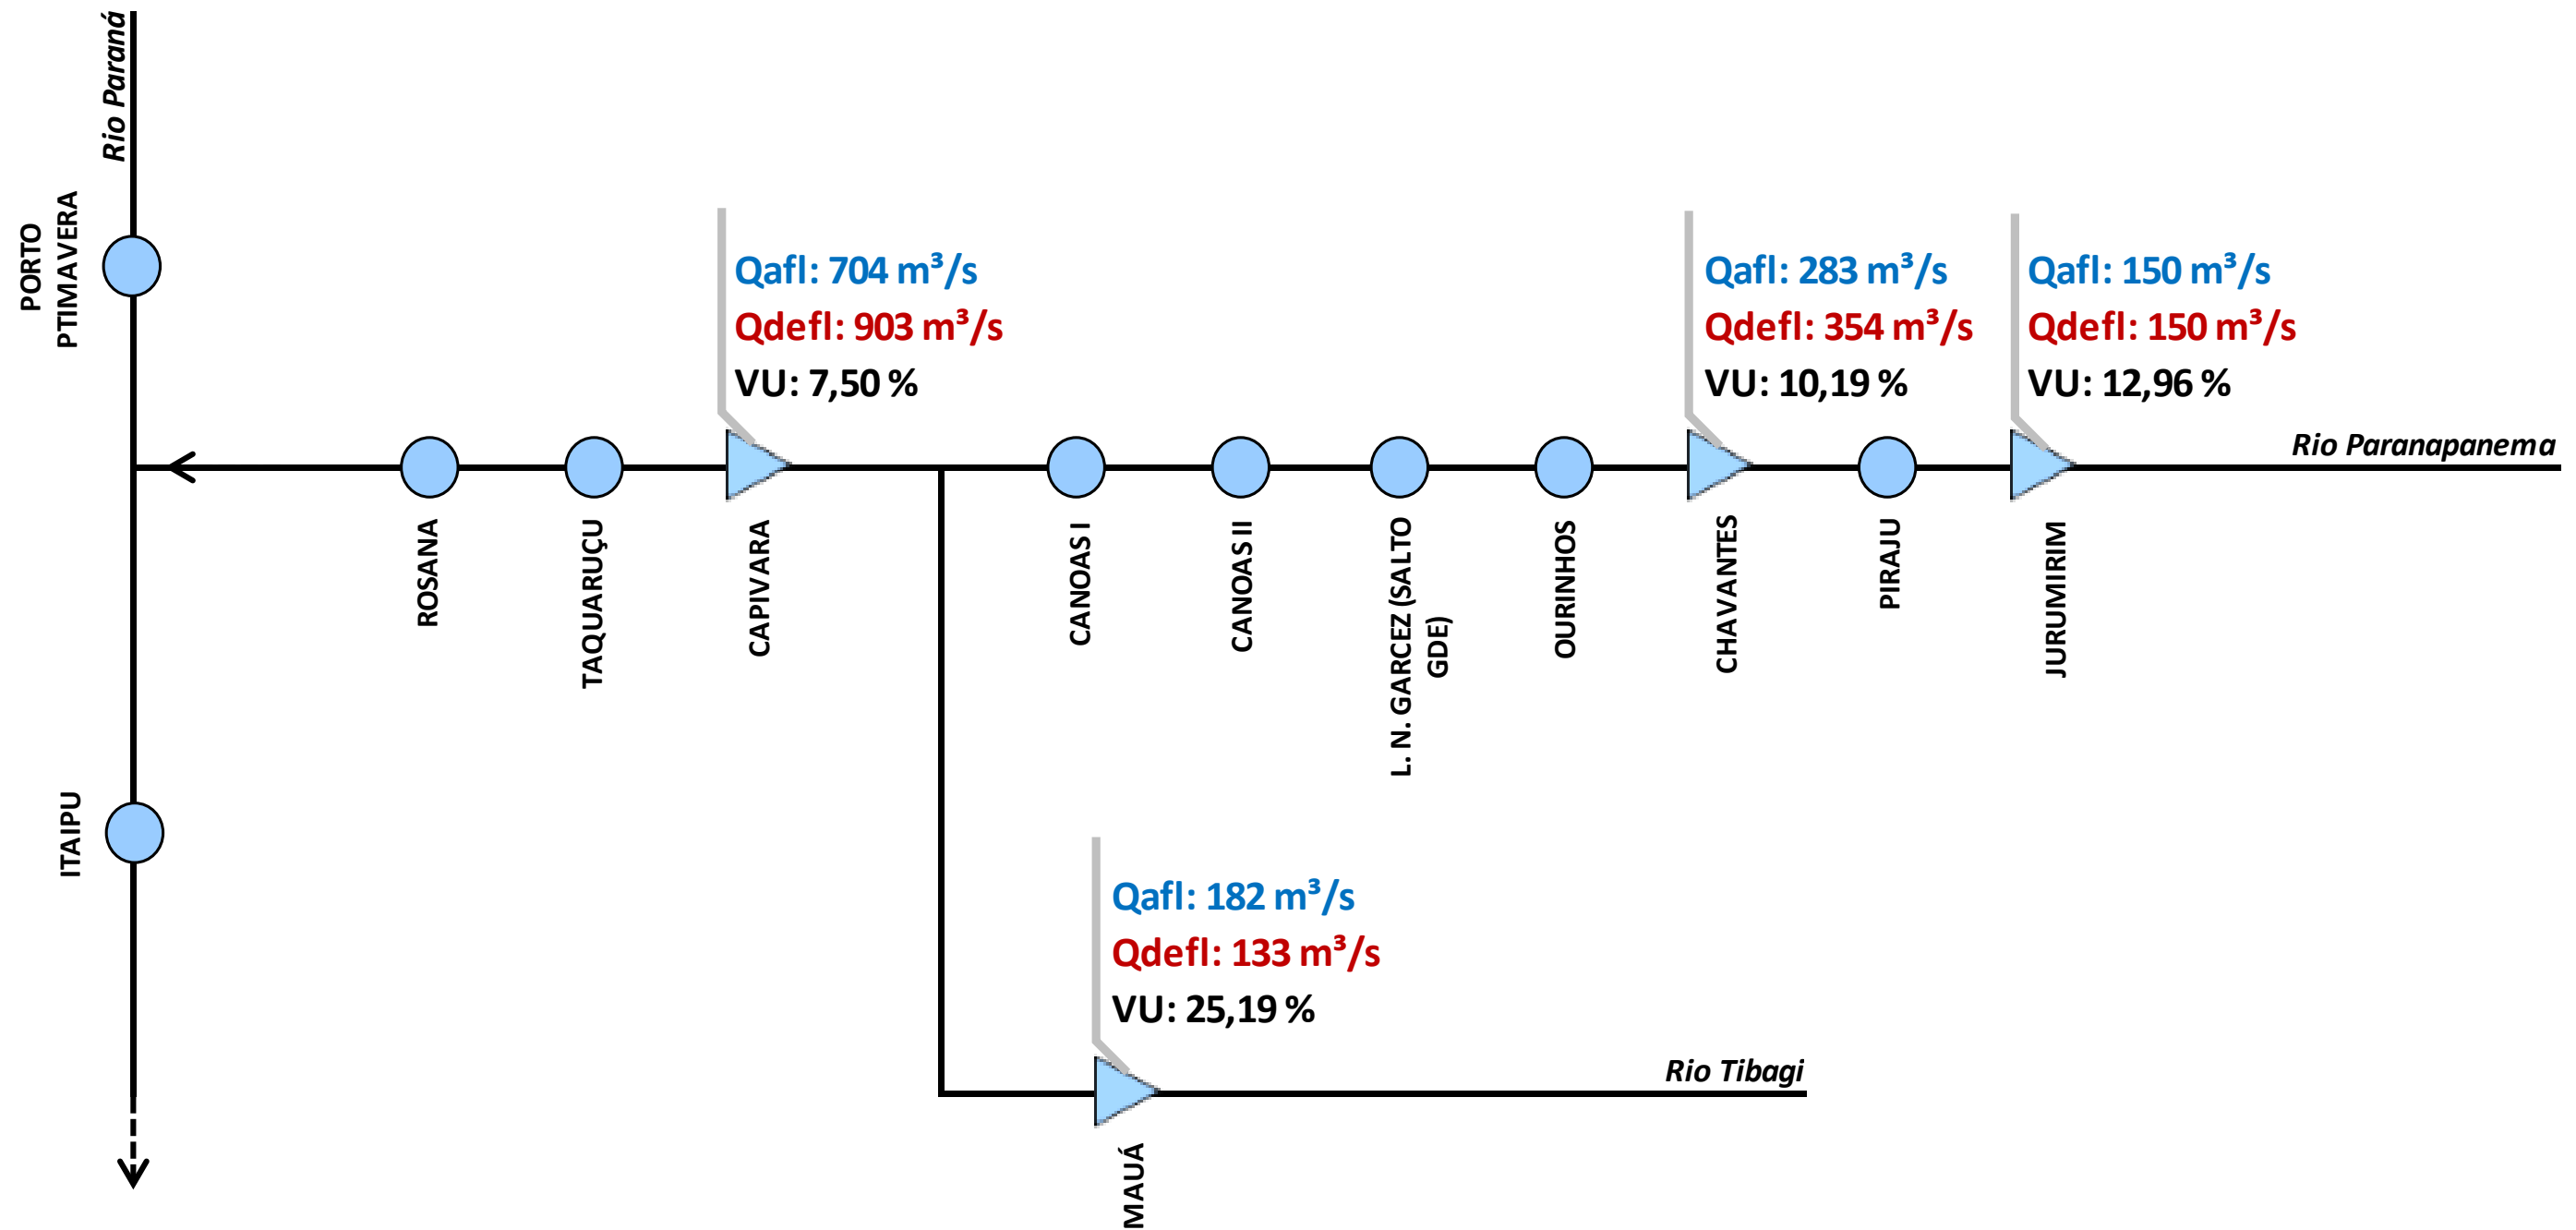 Rio Paraná
PORTO
PTIMAVERA
Qafl: 704 m³/s
Qdefl: 903 m³/s
VU: 7,50 %
Qafl: 283 m³/s
Qdefl: 354 m³/s
VU: 10,19 %
Qafl: 150 m³/s
Qdefl: 150 m³/s
VU: 12,96 %
Rio Paranapanema
ROSANA
TAQUARUÇU
CAPIVARA
CANOAS I
CANOAS II
L. N. GARCEZ (SALTO
GDE)
OURINHOS
CHAVANTES
PIRAJU
JURUMIRIM
ITAIPU
Qafl: 182 m³/s
Qdefl: 133 m³/s
VU: 25,19 %
Rio Tibagi
MAUÁ